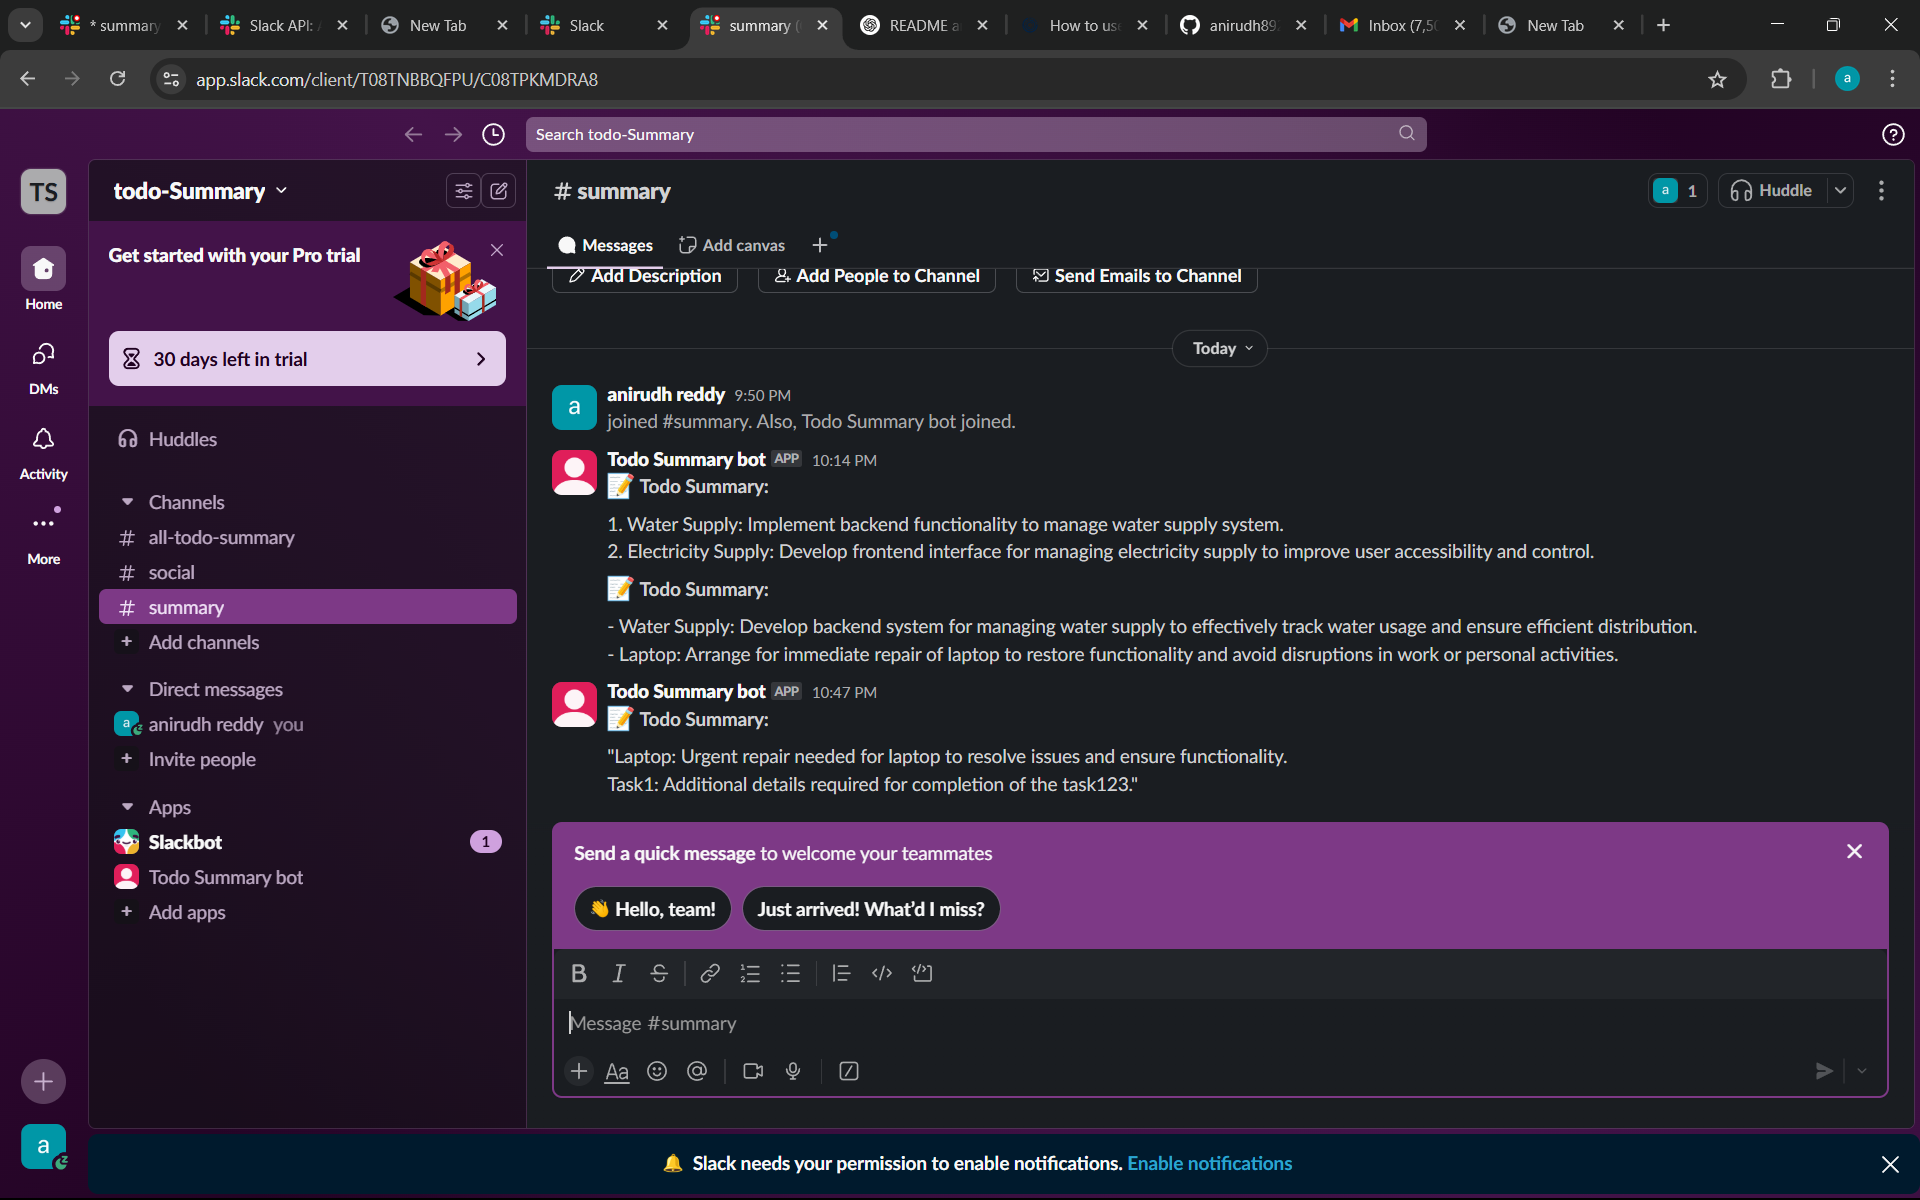 * summary
Slack API:
New Tab
Slack
summary (
README a
How to us
anirudh89
Inbox (7,50
New Tab
app.slack.com/client/T08TNBBQFPU/C08TPKMDRA8
Search todo-Summary
TS
Home
DMs
Activity
More
a
todo-Summary
Get started with your Pro trial
30 days left in trial
Huddles
Channels
# all-todo-summary
# social
# summary
+ Add channels
Direct messages
a anirudh reddy you
+ Invite people
Apps
Slackbot 1
Todo Summary bot
+ Add apps
# summary
a 1
Huddle
Messages
Add canvas
Add Description
Add People to Channel
Send Emails to Channel
Today
a
anirudh reddy 9:50 PM
joined #summary. Also, Todo Summary bot joined.
Todo Summary bot APP 10:14 PM
📝 Todo Summary:
1. Water Supply: Implement backend functionality to manage water supply system.
2. Electricity Supply: Develop frontend interface for managing electricity supply to improve user accessibility and control.
📝 Todo Summary:
- Water Supply: Develop backend system for managing water supply to effectively track water usage and ensure efficient distribution.
- Laptop: Arrange for immediate repair of laptop to restore functionality and avoid disruptions in work or personal activities.
Todo Summary bot APP 10:47 PM
📝 Todo Summary:
"Laptop: Urgent repair needed for laptop to resolve issues and ensure functionality.
Task1: Additional details required for completion of the task123."
Send a quick message to welcome your teammates
👋 Hello, team!
Just arrived! What'd I miss?
Message #summary
Aa
🔔 Slack needs your permission to enable notifications. Enable notifications